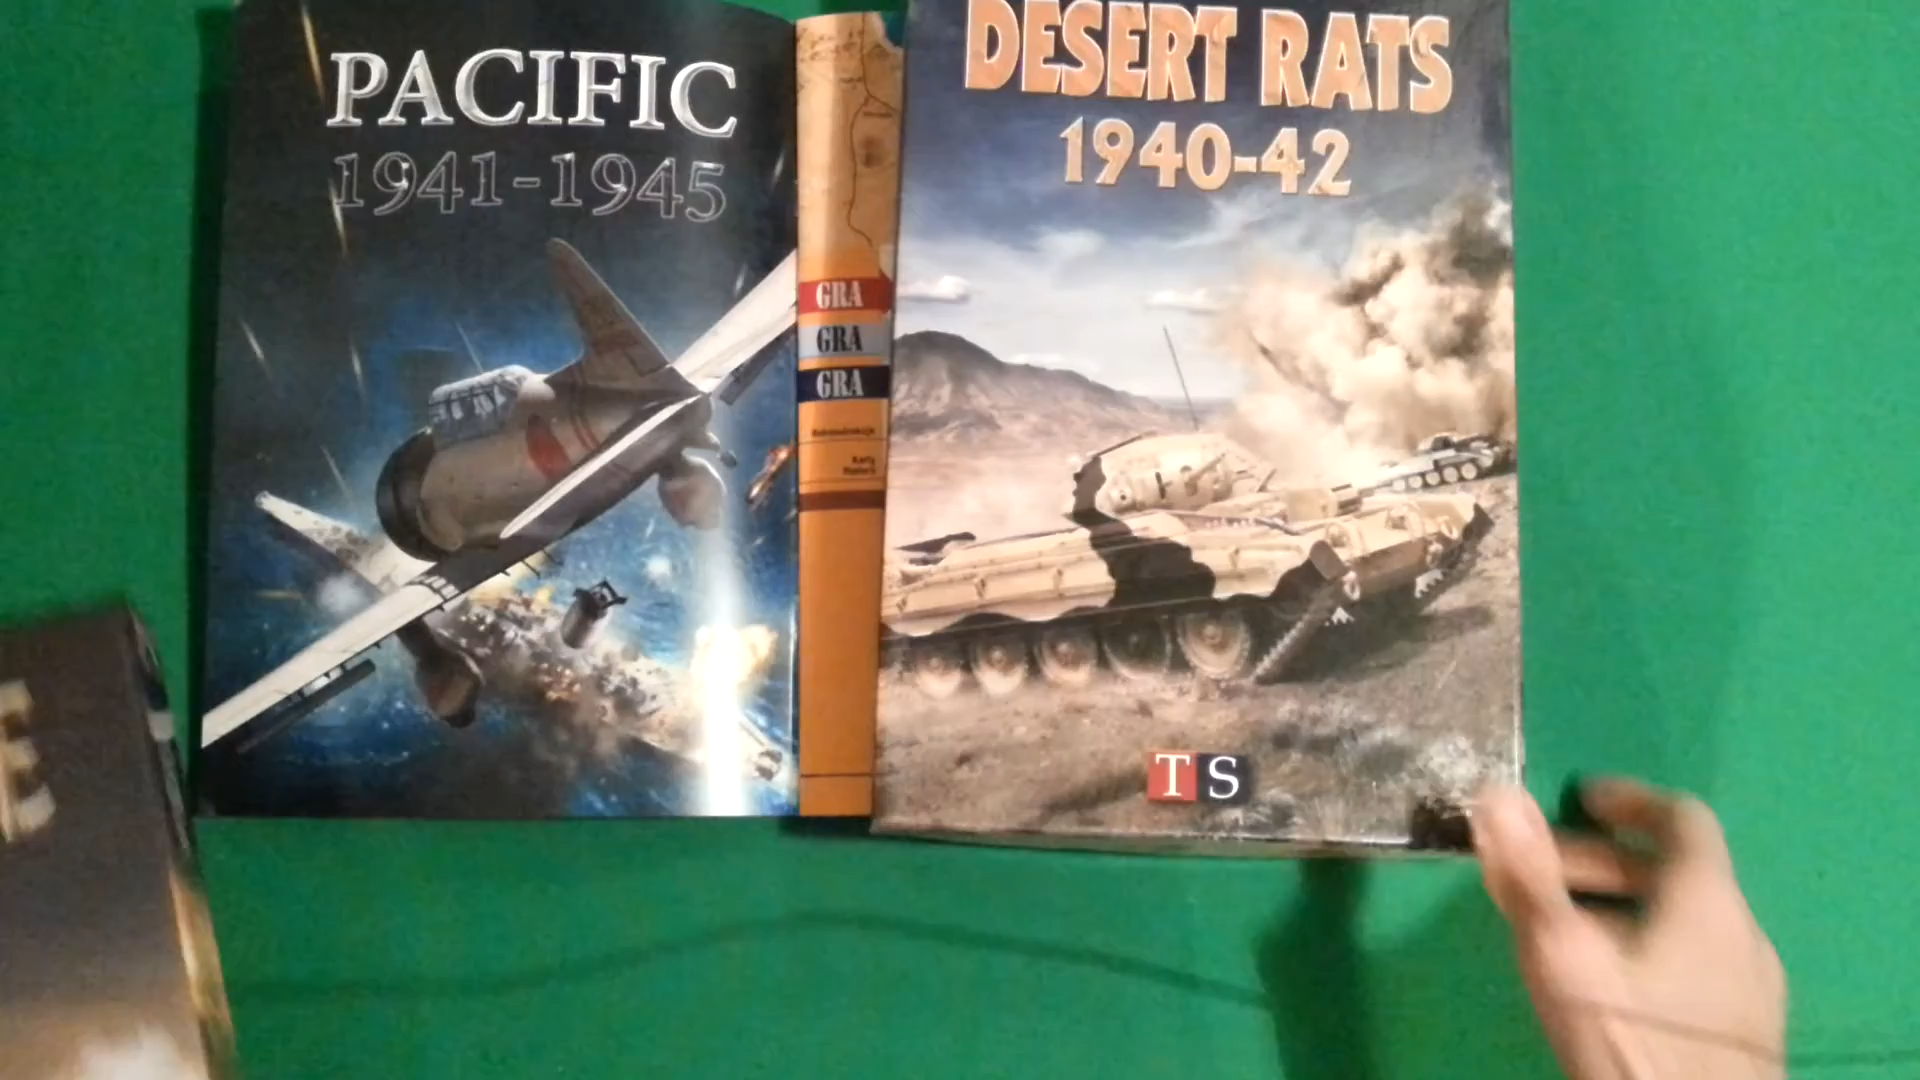 PACIFIC
1941-1945
GRA
GRA
GRA
DESERT RATS
1940-42
TS
E